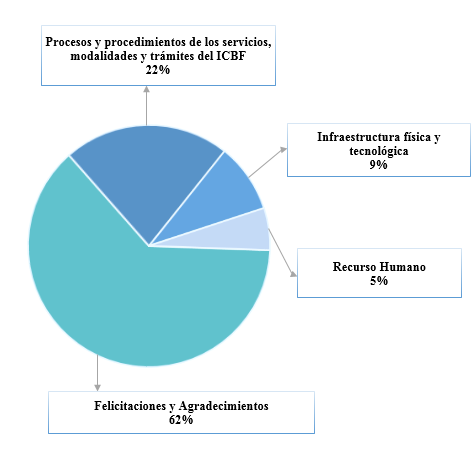 Procesos y procedimientos de los servicios,
modalidades y trámites del ICBF
22%
Infraestructura física y
tecnológica
9%
Recurso Humano
5%
Felicitaciones y Agradecimientos
62%